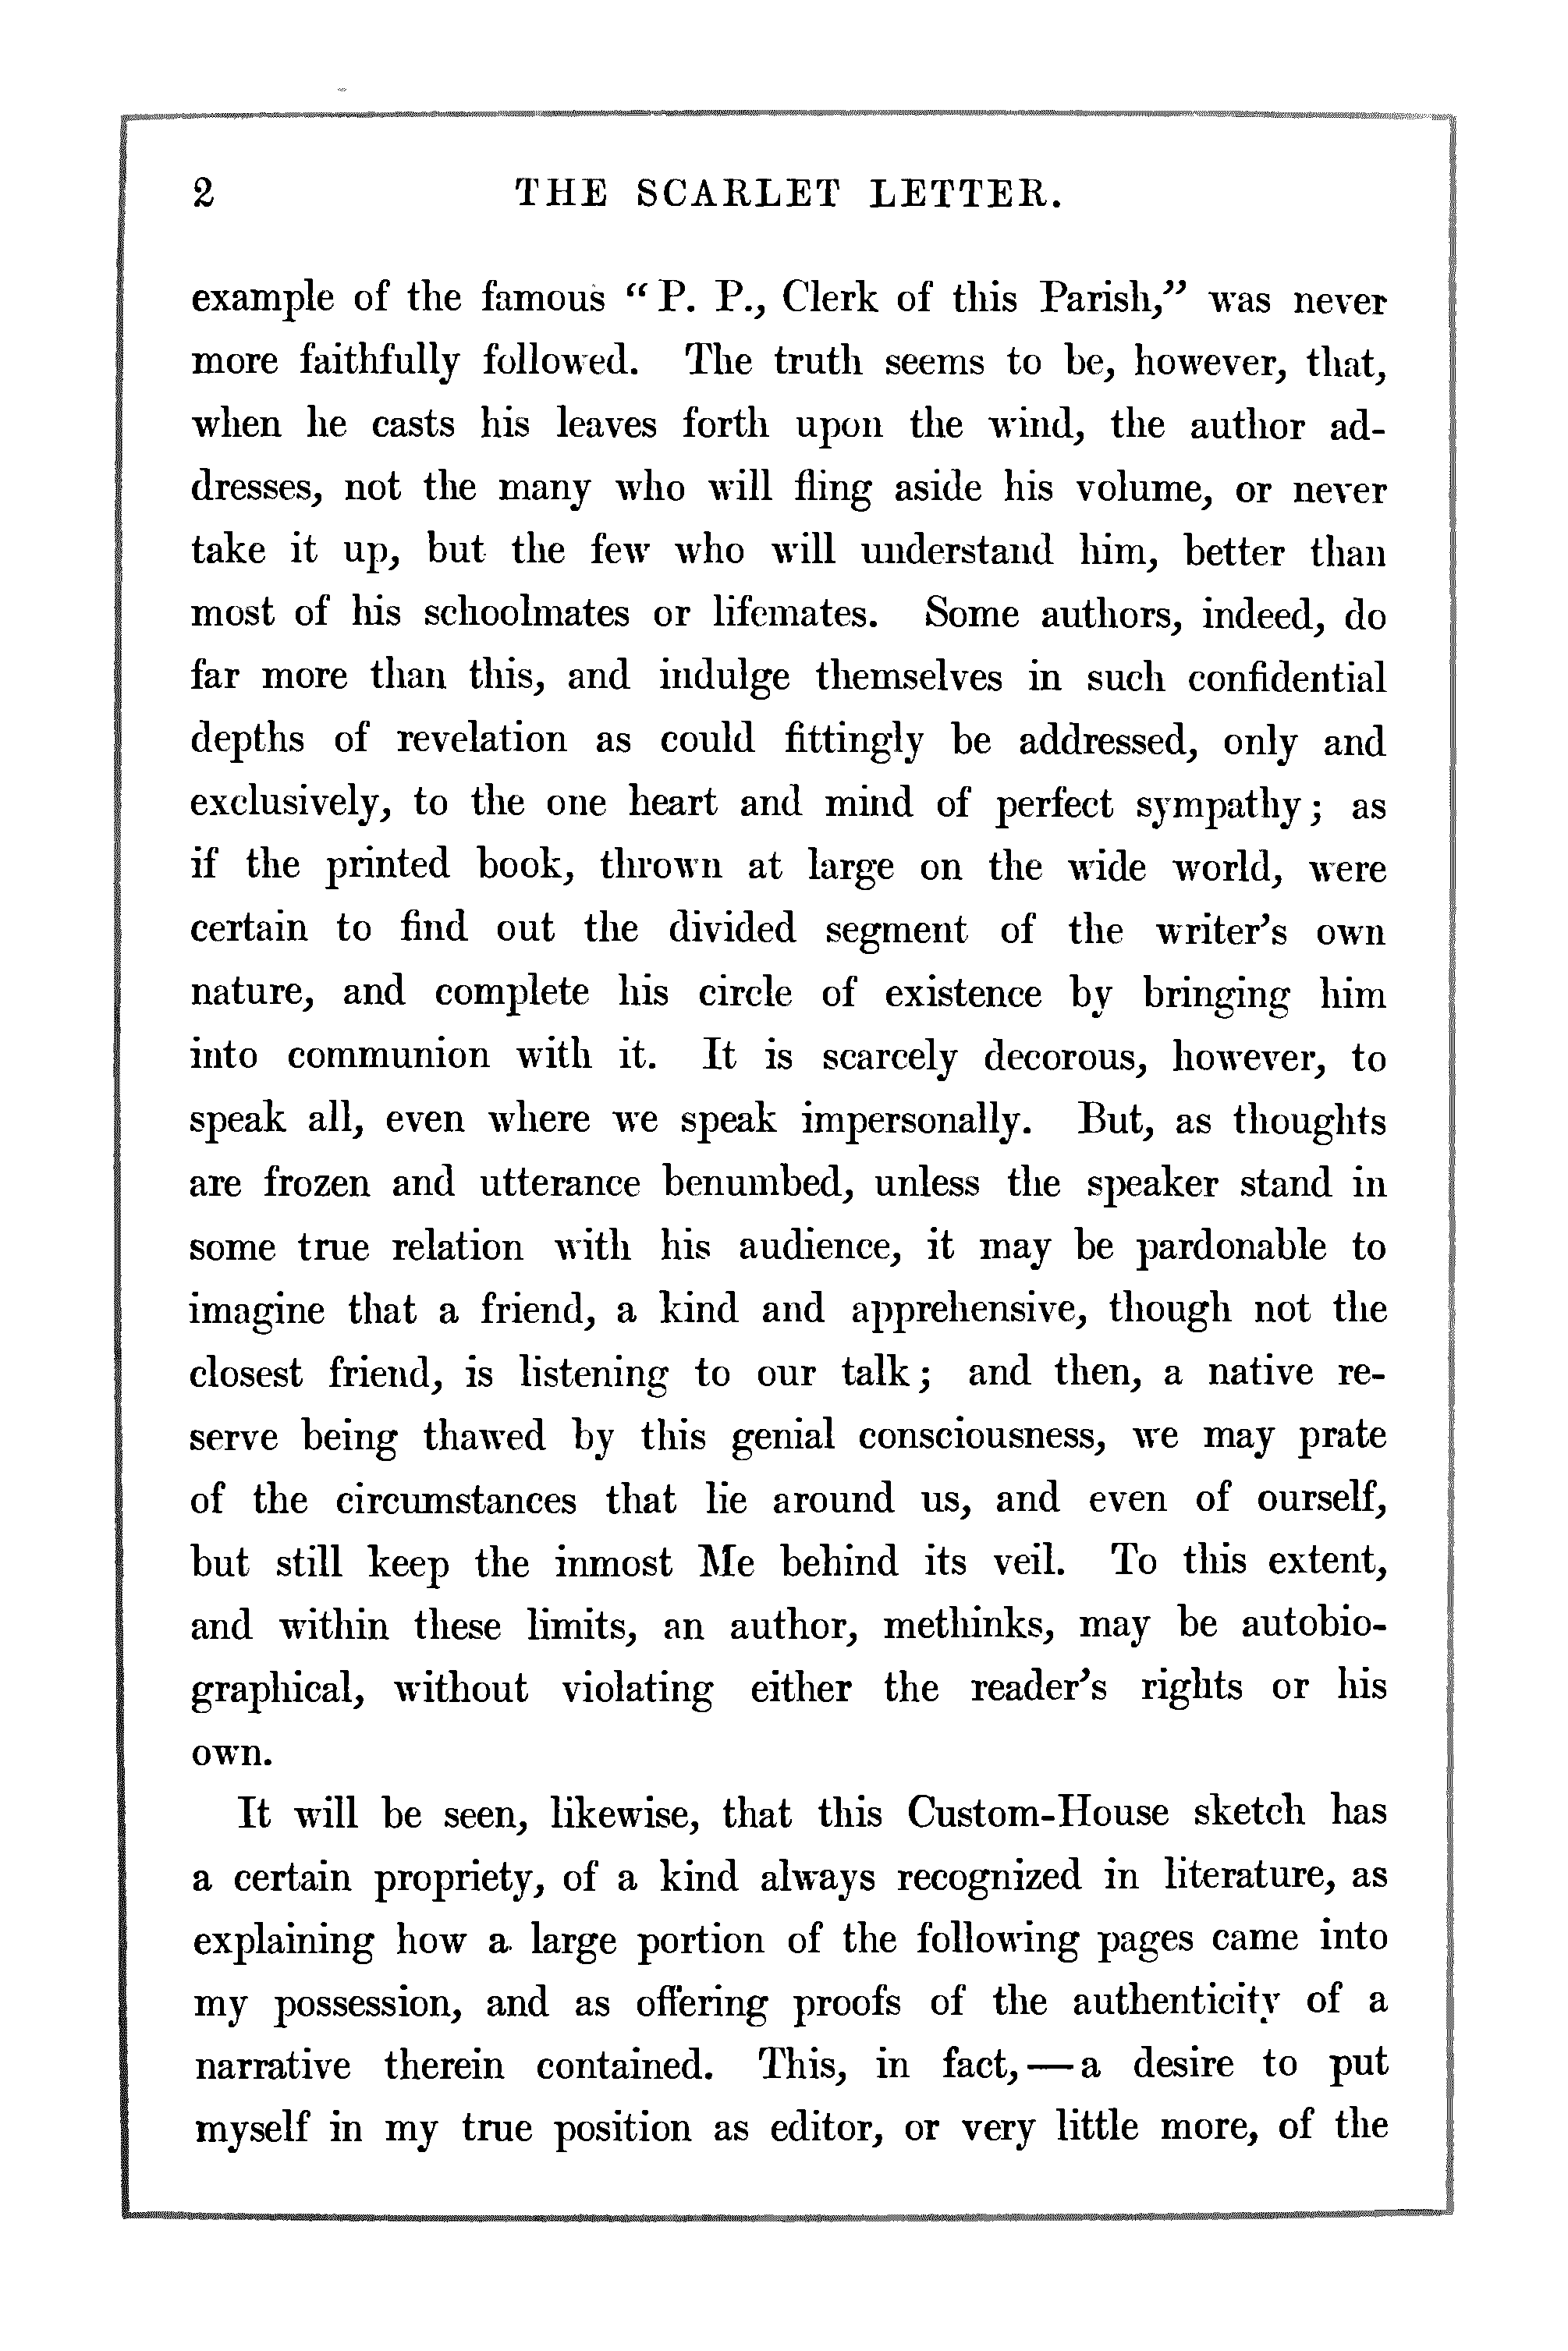 2 THE SCARLET LETTER.
example of the famous “P. P., Clerk of this Parish,” was never
more faithfully followed. The truth seems to be, however, that,
when he casts his leaves forth upon the wind, the author ad-
dresses, not the many who will fling aside his volume, or never
take it up, but the few who will understand him, better than
most of his schoolmates or lifemates. Some authors, indeed, do
far more than this, and indulge themselves in such confidential
depths of revelation as could fittingly be addressed, only and
exclusively, to the one heart and mind of perfect sympathy; as
if the printed book, thrown at large on the wide world, were
certain to find out the divided segment of the writer’s own
nature, and complete his circle of existence by bringing him
into communion with it. It is scarcely decorous, however, to
speak all, even where we speak impersonally. But, as thoughts
are frozen and utterance benumbed, unless the speaker stand in
some true relation with his audience, it may be pardonable to
imagine that a friend, a kind and apprehensive, though not the
closest friend, is listening to our talk; and then, a native re-
serve being thawed by this genial consciousness, we may prate
of the circumstances that lie around us, and even of ourself,
but still keep the inmost Me behind its veil. To this extent,
and within these limits, an author, methinks, may be autobio-
graphical, without violating either the reader’s rights or his
own.
It will be seen, likewise, that this Custom-House sketch has
a certain propriety, of a kind always recognized in literature, as
explaining how a large portion of the following pages came into
my possession, and as offering proofs of the authenticity of a
narrative therein contained. This, in fact, — a desire to put
myself in my true position as editor, or very little more, of the